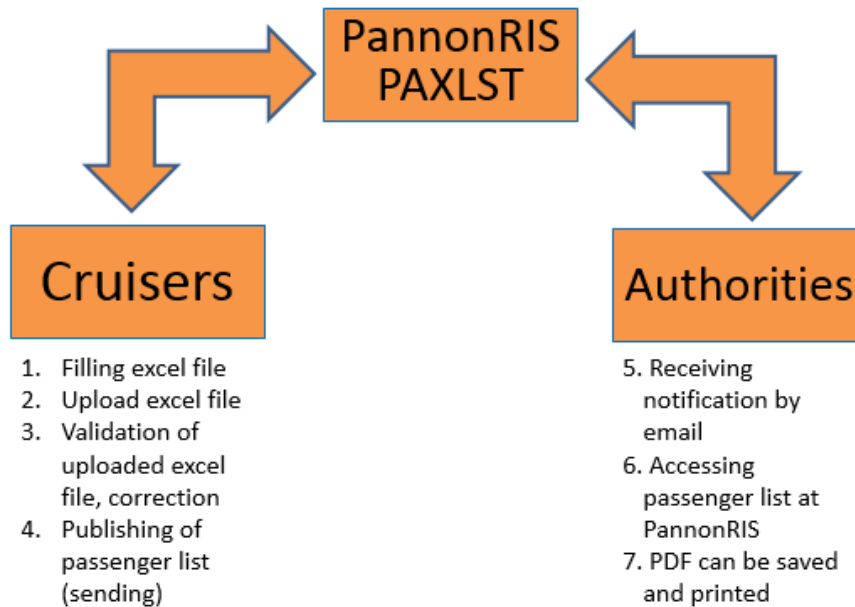 PannonRIS
PAXLST
Cruisers
1. Filling excel file
2. Upload excel file
3. Validation of
uploaded excel
file, correction
4. Publishing of
passenger list
(sending)
Authorities
5. Receiving
notification by
email
6. Accessing
passenger list at
PannonRIS
7. PDF can be saved
and printed